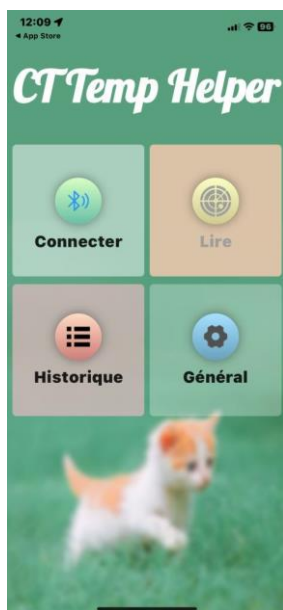 12:09
96
◂ App Store
CT Temp Helper
Connecter
Lire
Historique
Général